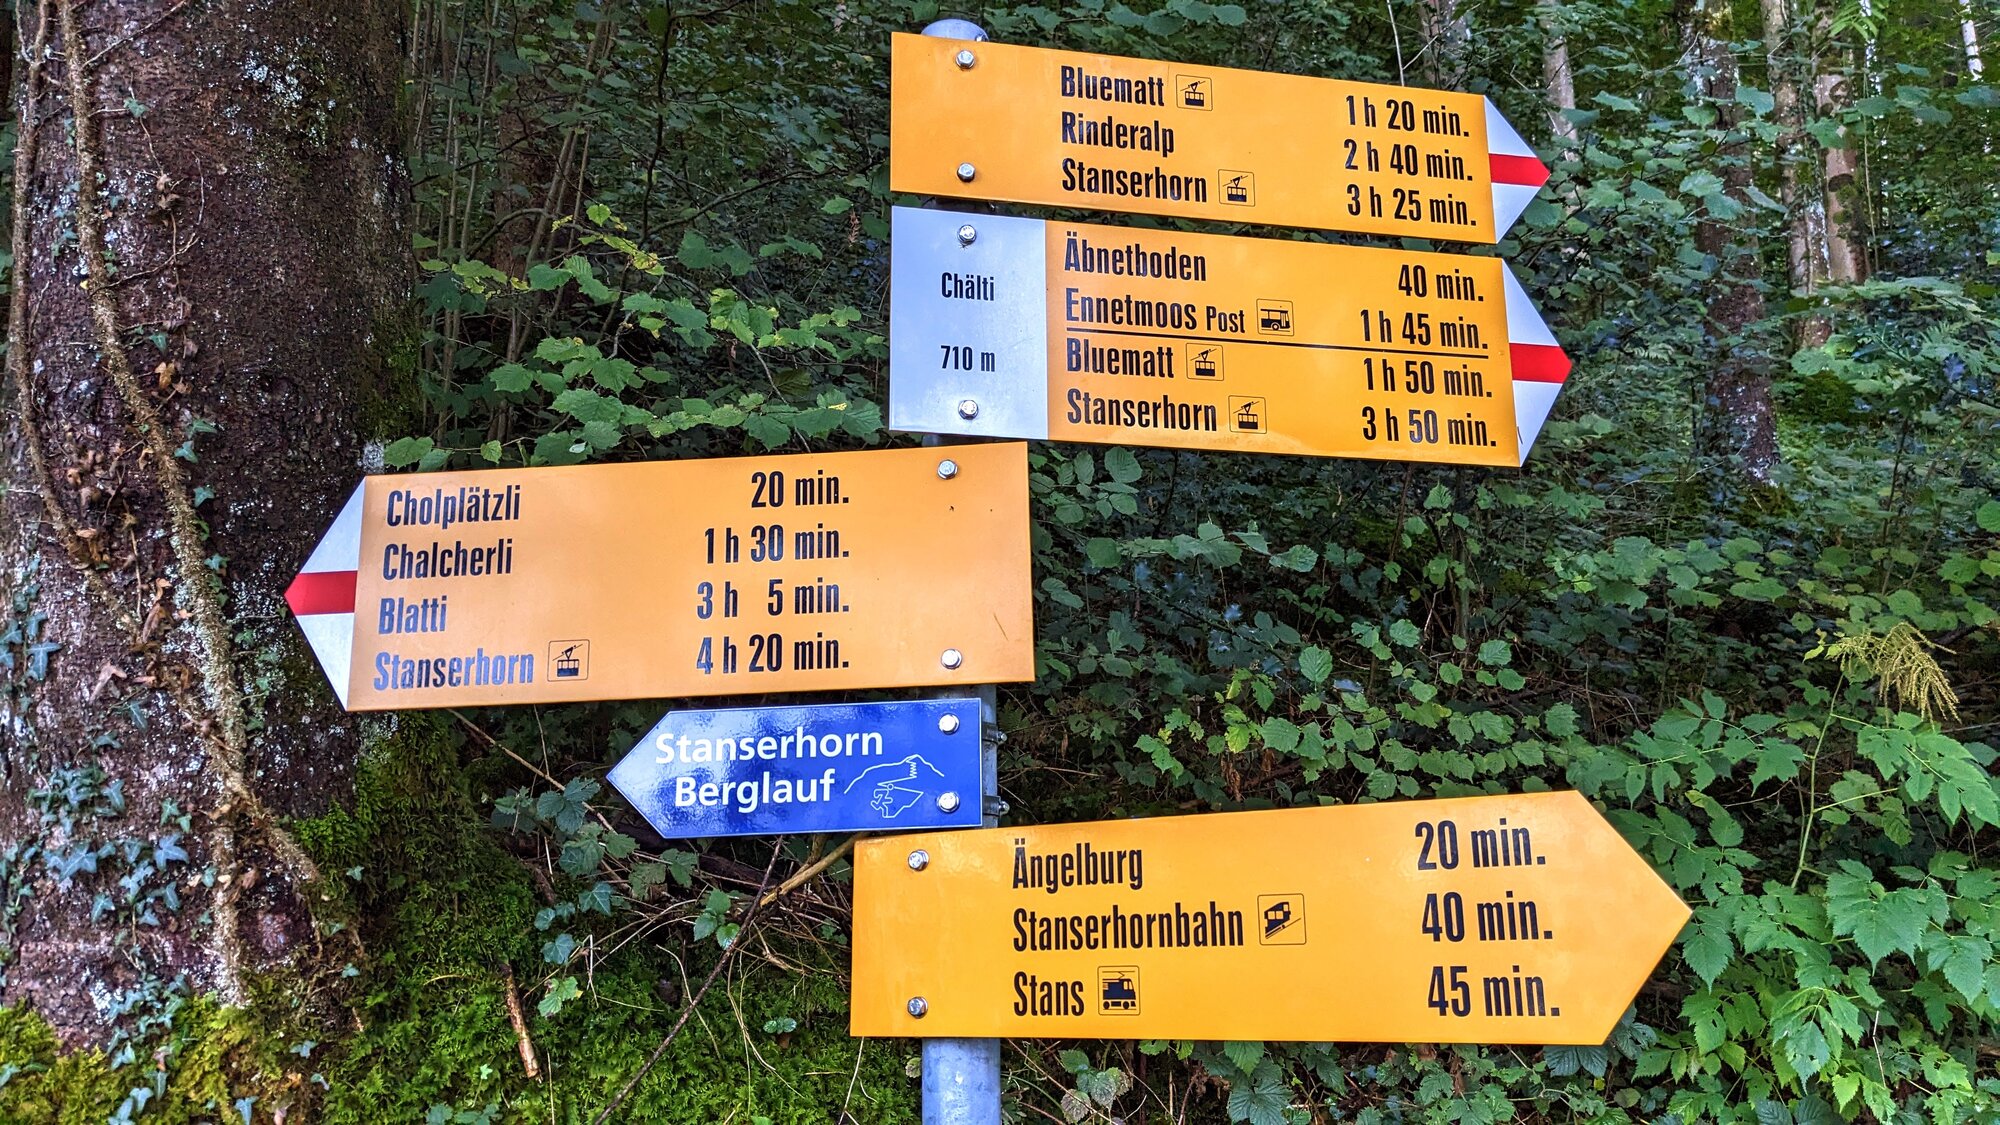 Bluematt 1 h 20 min.
Rinderalp 2 h 40 min.
Stanserhorn 3 h 25 min.
Chälti
710 m
Äbnetboden 40 min.
Ennetmoos Post 1 h 45 min.
Bluematt 1 h 50 min.
Stanserhorn 3 h 50 min.
Cholplätzli 20 min.
Chalcherli 1 h 30 min.
Blatti 3 h 5 min.
Stanserhorn 4 h 20 min.
Stanserhorn
Berglauf
Ängelburg 20 min.
Stanserhornbahn 40 min.
Stans 45 min.